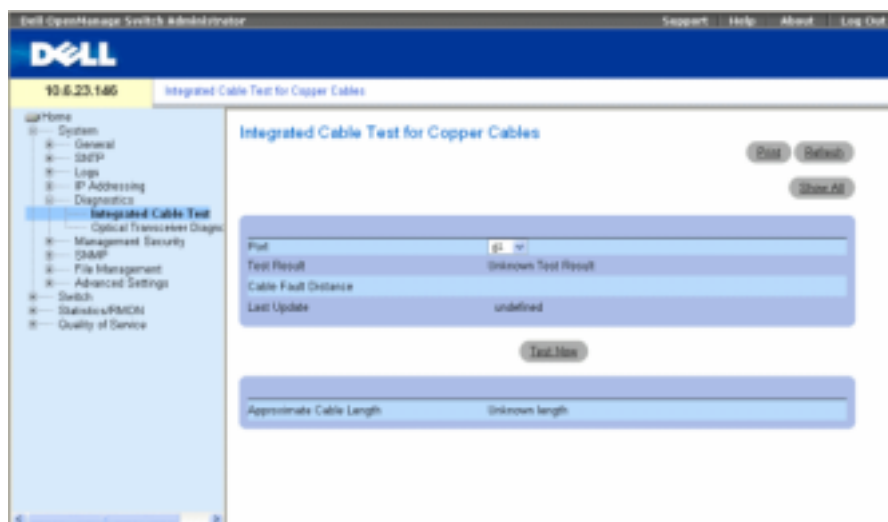 Dell OpenManage Switch Administrator
Support Help About Log Out
DELL
10.6.23.146
Integrated Cable Test for Copper Cables
Home
System
General
SNTP
Logs
IP Addressing
Diagnostics
Integrated Cable Test
Optical Transceiver Diagno
Management Security
SNMP
File Management
Advanced Settings
Switch
Statistics/RMON
Quality of Service
Integrated Cable Test for Copper Cables
Print Refresh
Show All
Port g1
Test Result Unknown Test Result
Cable Fault Distance
Last Update undefined
Test Now
Approximate Cable Length Unknown length